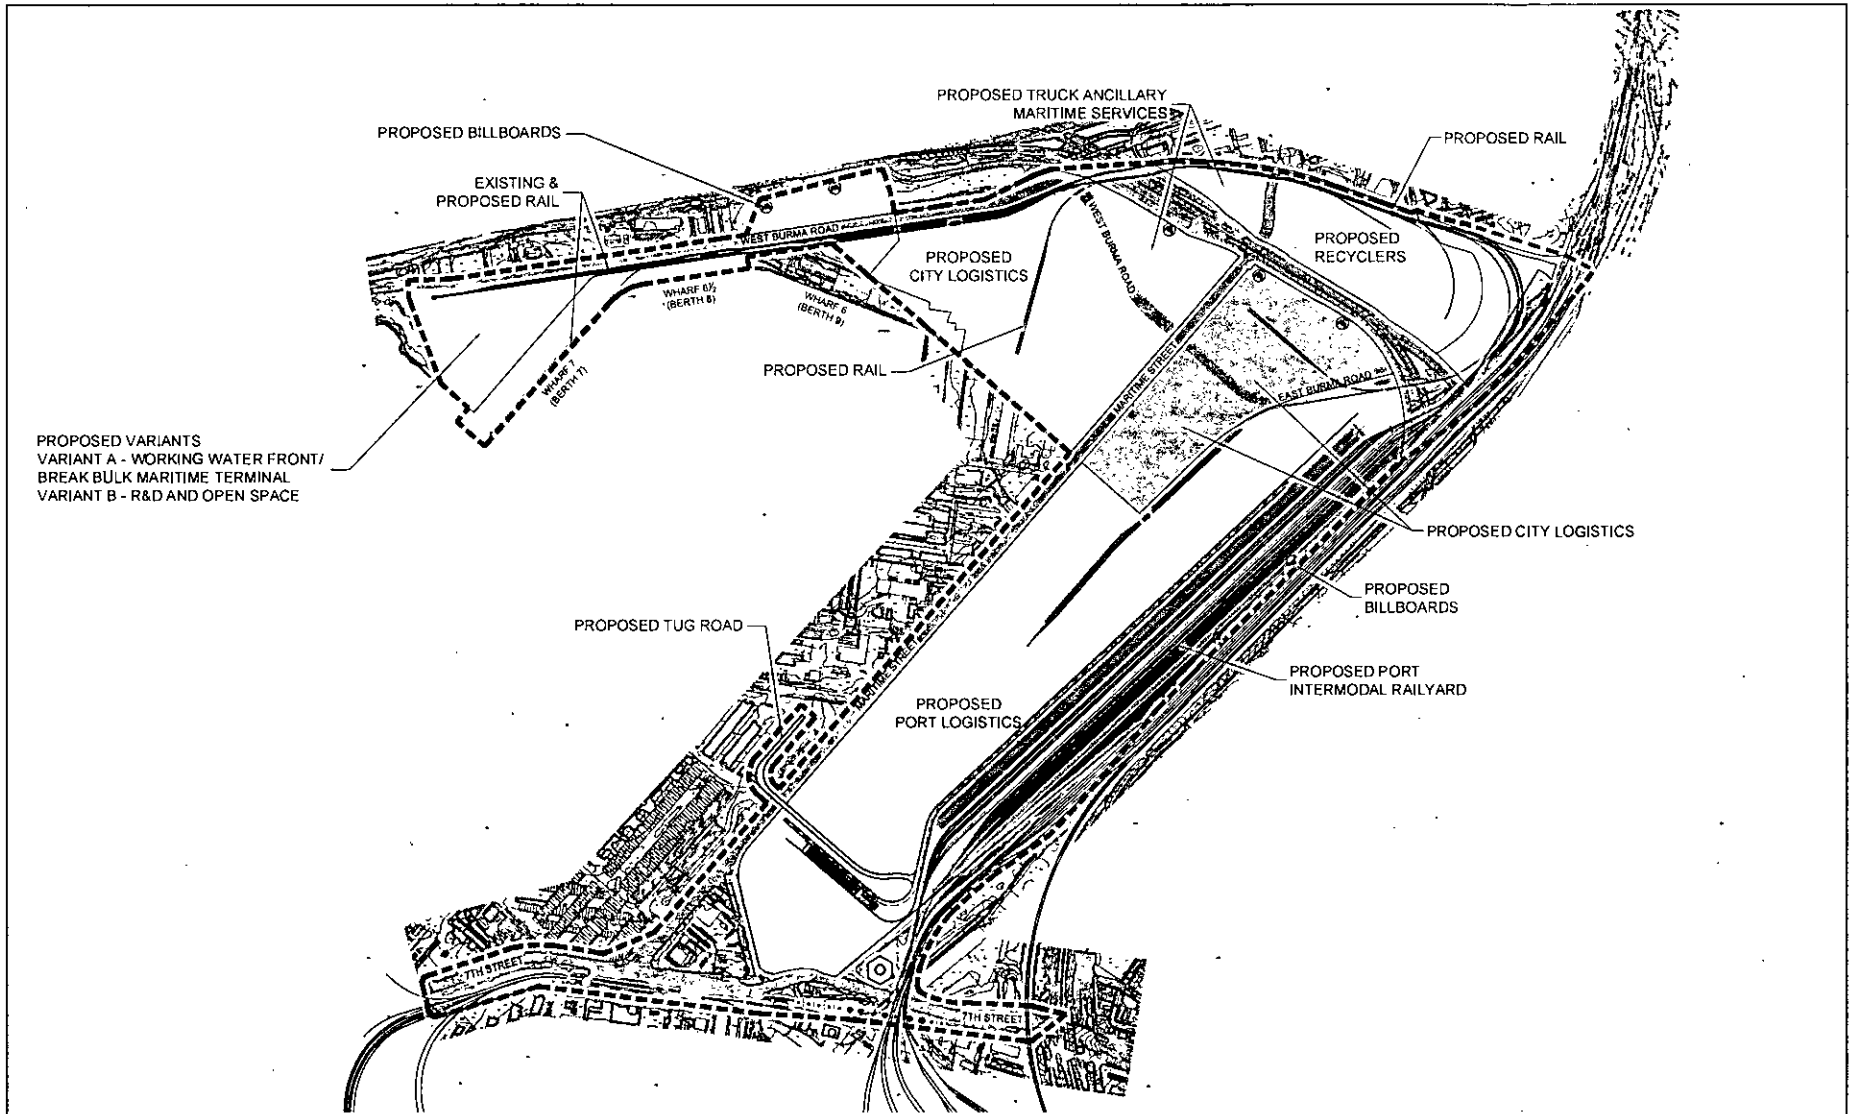 PROPOSED TRUCK ANCILLARY
MARITIME SERVICES
PROPOSED BILLBOARDS
PROPOSED RAIL
EXISTING &
PROPOSED RAIL
WEST BURMA ROAD
WEST BURMA ROAD
PROPOSED
CITY LOGISTICS
PROPOSED
RECYCLERS
WHARF 6½
(BERTH 8)
WHARF 6
(BERTH 9)
PROPOSED RAIL
WHARF 7
(BERTH 7)
MARITIME STREET
EAST BURMA ROAD
PROPOSED VARIANTS
VARIANT A - WORKING WATER FRONT/
BREAK BULK MARITIME TERMINAL
VARIANT B - R&D AND OPEN SPACE
PROPOSED CITY LOGISTICS
PROPOSED
BILLBOARDS
PROPOSED TUG ROAD
MARITIME STREET
PROPOSED PORT
INTERMODAL RAILYARD
PROPOSED
PORT LOGISTICS
7TH STREET
7TH STREET